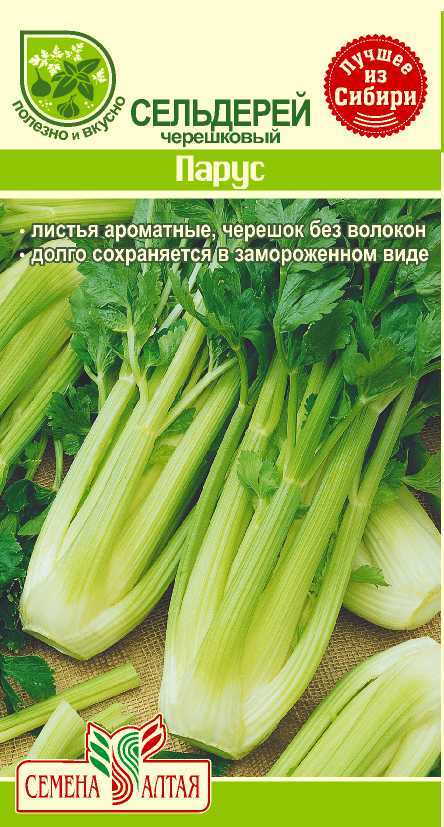 полезно и вкусно
СЕЛЬДЕРЕЙ
черешковый
Лучшее
из
Сибири
Парус
• листья ароматные, черешок без волокон
• долго сохраняется в замороженном виде
СЕМЕНА АЛТАЯ